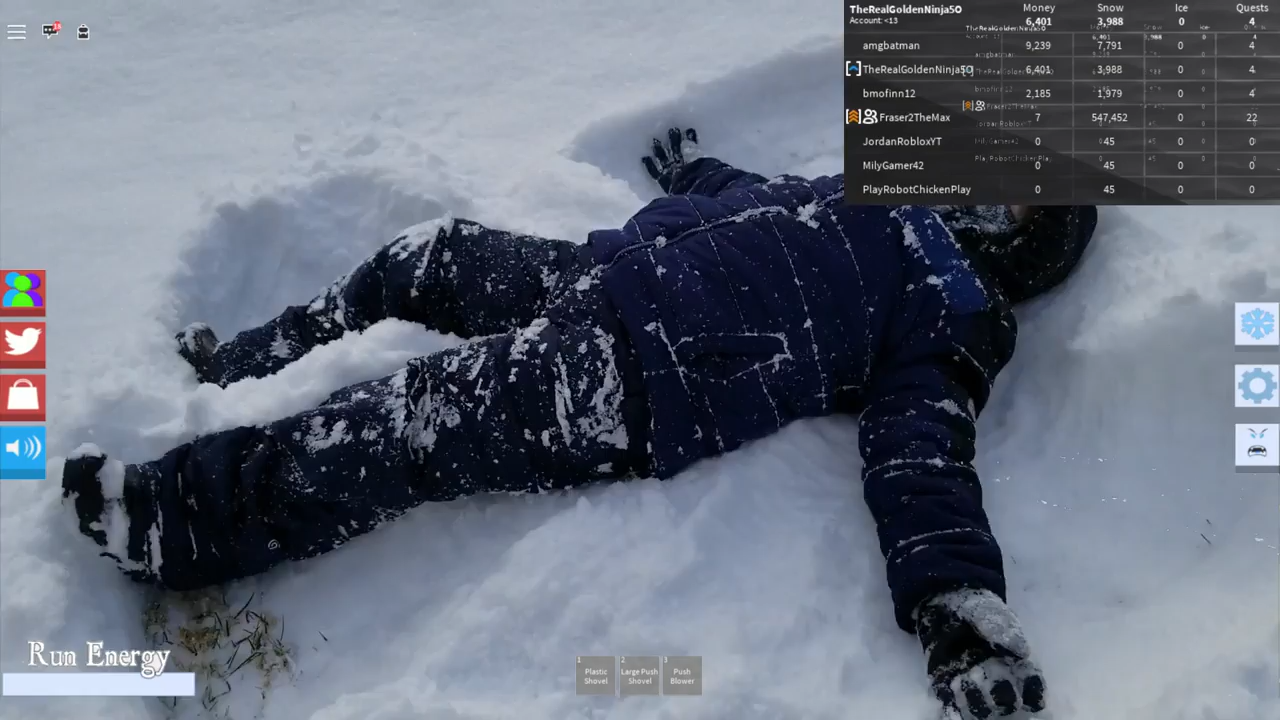 TheRealGoldenNinja50 Money Snow Ice Quests
Account: <13 6,401 3,988 0 4
amgbatman 9,239 7,791 0 4
TheRealGoldenNinja50 6,401 3,988 0 4
bmofinn12 2,185 1,979 0 4
Fraser2TheMax 7 547,452 0 22
JordanRobloxYT 0 45 0 0
MilyGamer42 0 45 0 0
PlayRobotChickenPlay 0 45 0 0
Run Energy
1 2 3
Plastic Shovel
Large Push Shovel
Push Blower